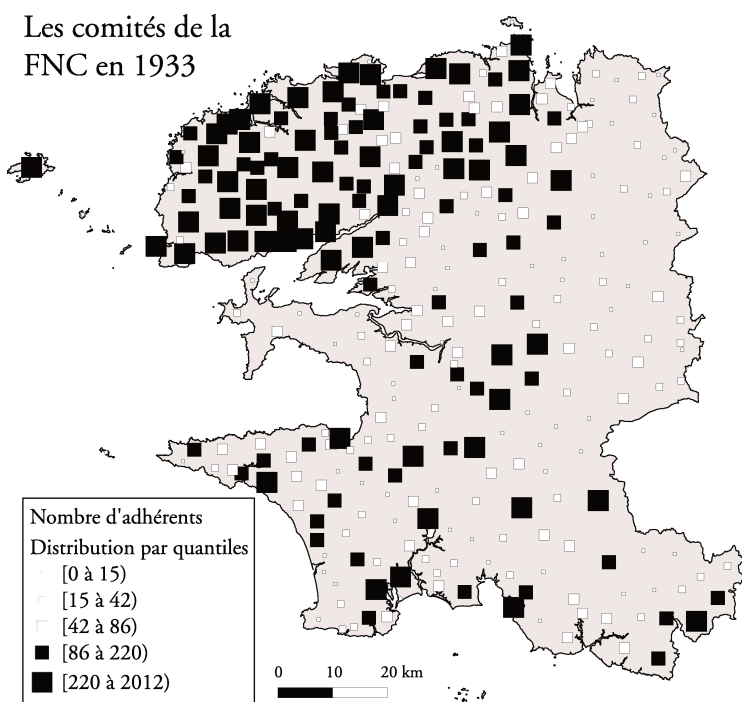 Les comités de la
FNC en 1933
Nombre d'adhérents
Distribution par quantiles
[0 à 15)
[15 à 42)
[42 à 86)
[86 à 220)
[220 à 2012)
0 10 20 km